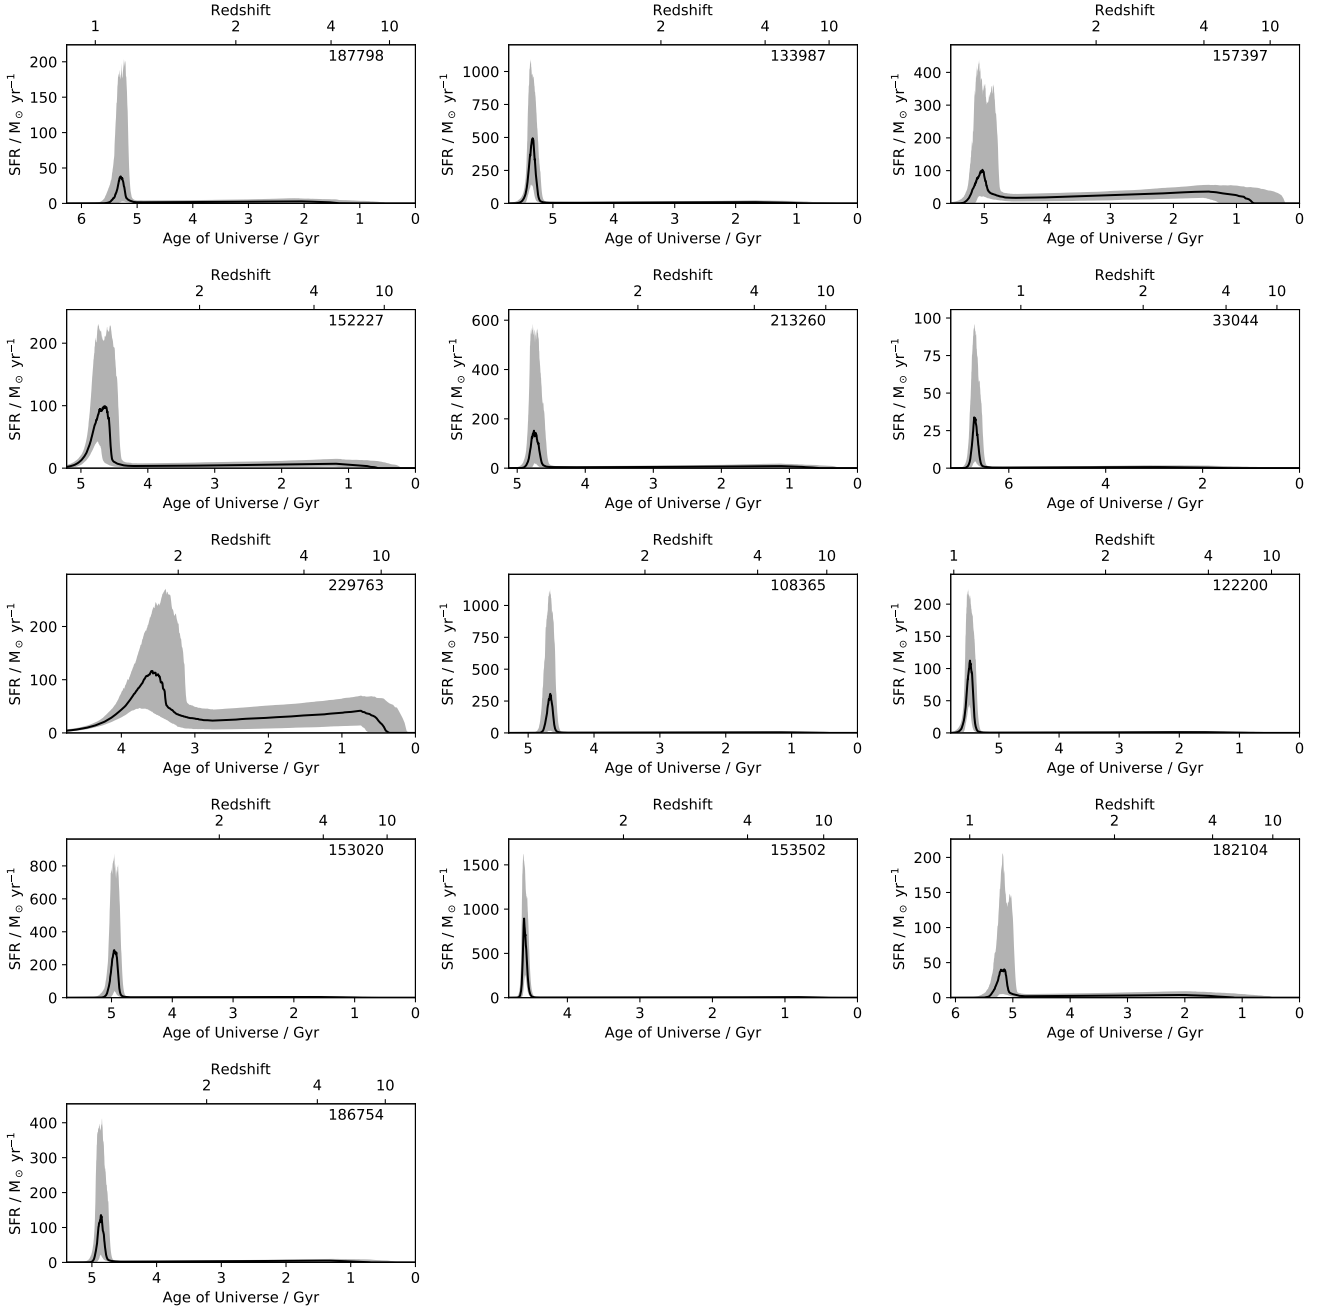 Redshift
1 2 4 10
187798
SFR / M⊙ yr−1
200
150
100
50
0
6 5 4 3 2 1 0
Age of Universe / Gyr
Redshift
2 4 10
133987
SFR / M⊙ yr−1
1000
750
500
250
0
5 4 3 2 1 0
Age of Universe / Gyr
Redshift
2 4 10
157397
SFR / M⊙ yr−1
400
300
200
100
0
5 4 3 2 1 0
Age of Universe / Gyr
Redshift
2 4 10
152227
SFR / M⊙ yr−1
200
100
0
5 4 3 2 1 0
Age of Universe / Gyr
Redshift
2 4 10
213260
SFR / M⊙ yr−1
600
400
200
0
5 4 3 2 1 0
Age of Universe / Gyr
Redshift
1 2 4 10
33044
SFR / M⊙ yr−1
100
75
50
25
0
6 4 2 0
Age of Universe / Gyr
Redshift
2 4 10
229763
SFR / M⊙ yr−1
200
100
0
4 3 2 1 0
Age of Universe / Gyr
Redshift
2 4 10
108365
SFR / M⊙ yr−1
1000
750
500
250
0
5 4 3 2 1 0
Age of Universe / Gyr
Redshift
1 2 4 10
122200
SFR / M⊙ yr−1
200
150
100
50
0
5 4 3 2 1 0
Age of Universe / Gyr
Redshift
2 4 10
153020
SFR / M⊙ yr−1
800
600
400
200
0
5 4 3 2 1 0
Age of Universe / Gyr
Redshift
2 4 10
153502
SFR / M⊙ yr−1
1500
1000
500
0
4 3 2 1 0
Age of Universe / Gyr
Redshift
1 2 4 10
182104
SFR / M⊙ yr−1
200
150
100
50
0
6 5 4 3 2 1 0
Age of Universe / Gyr
Redshift
2 4 10
186754
SFR / M⊙ yr−1
400
300
200
100
0
5 4 3 2 1 0
Age of Universe / Gyr